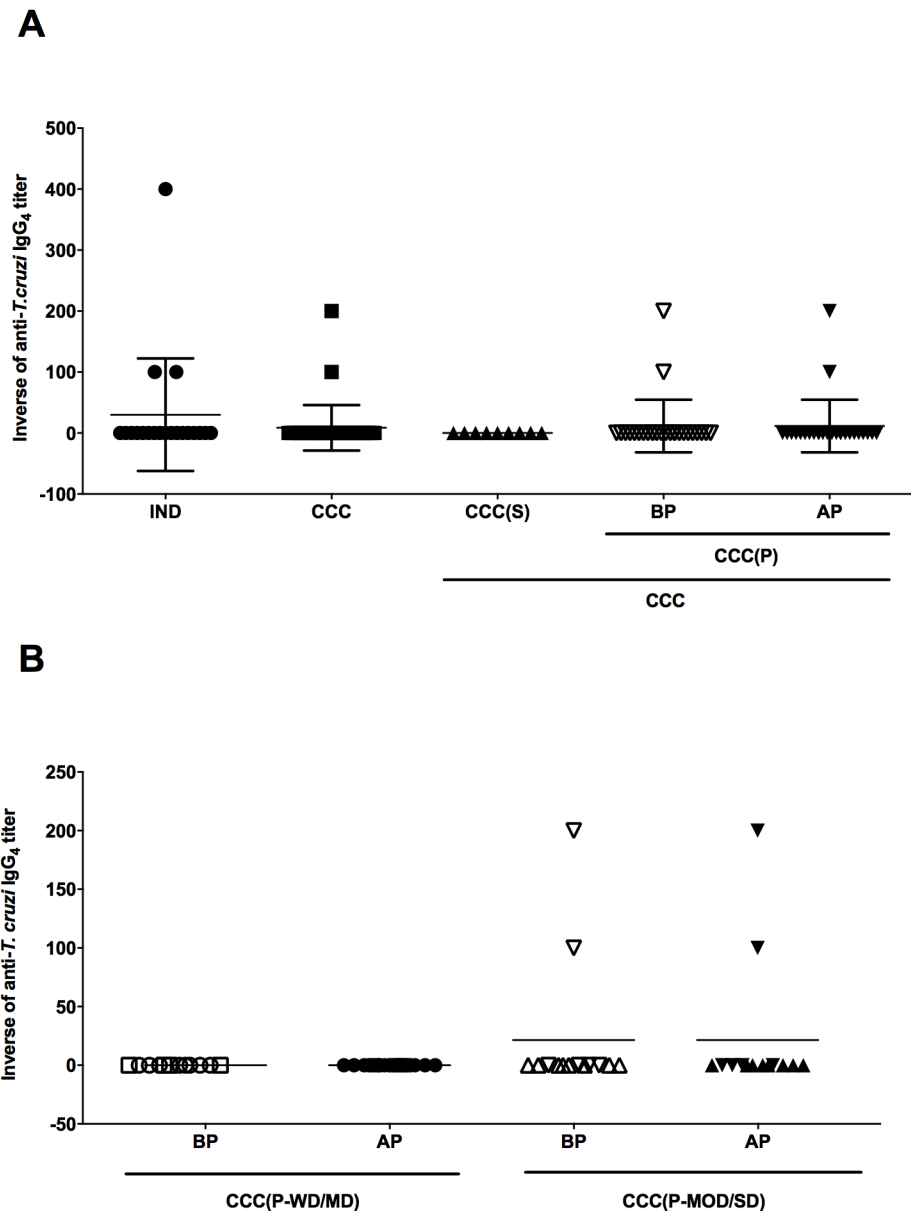 A
Inverse of anti-T.cruzi IgG4 titer
500
400
300
200
100
0
-100
IND CCC CCC(S) BP AP
CCC(P)
CCC
B
Inverse of anti-T. cruzi IgG4 titer
250
200
150
100
50
0
-50
BP AP BP AP
CCC(P-WD/MD) CCC(P-MOD/SD)